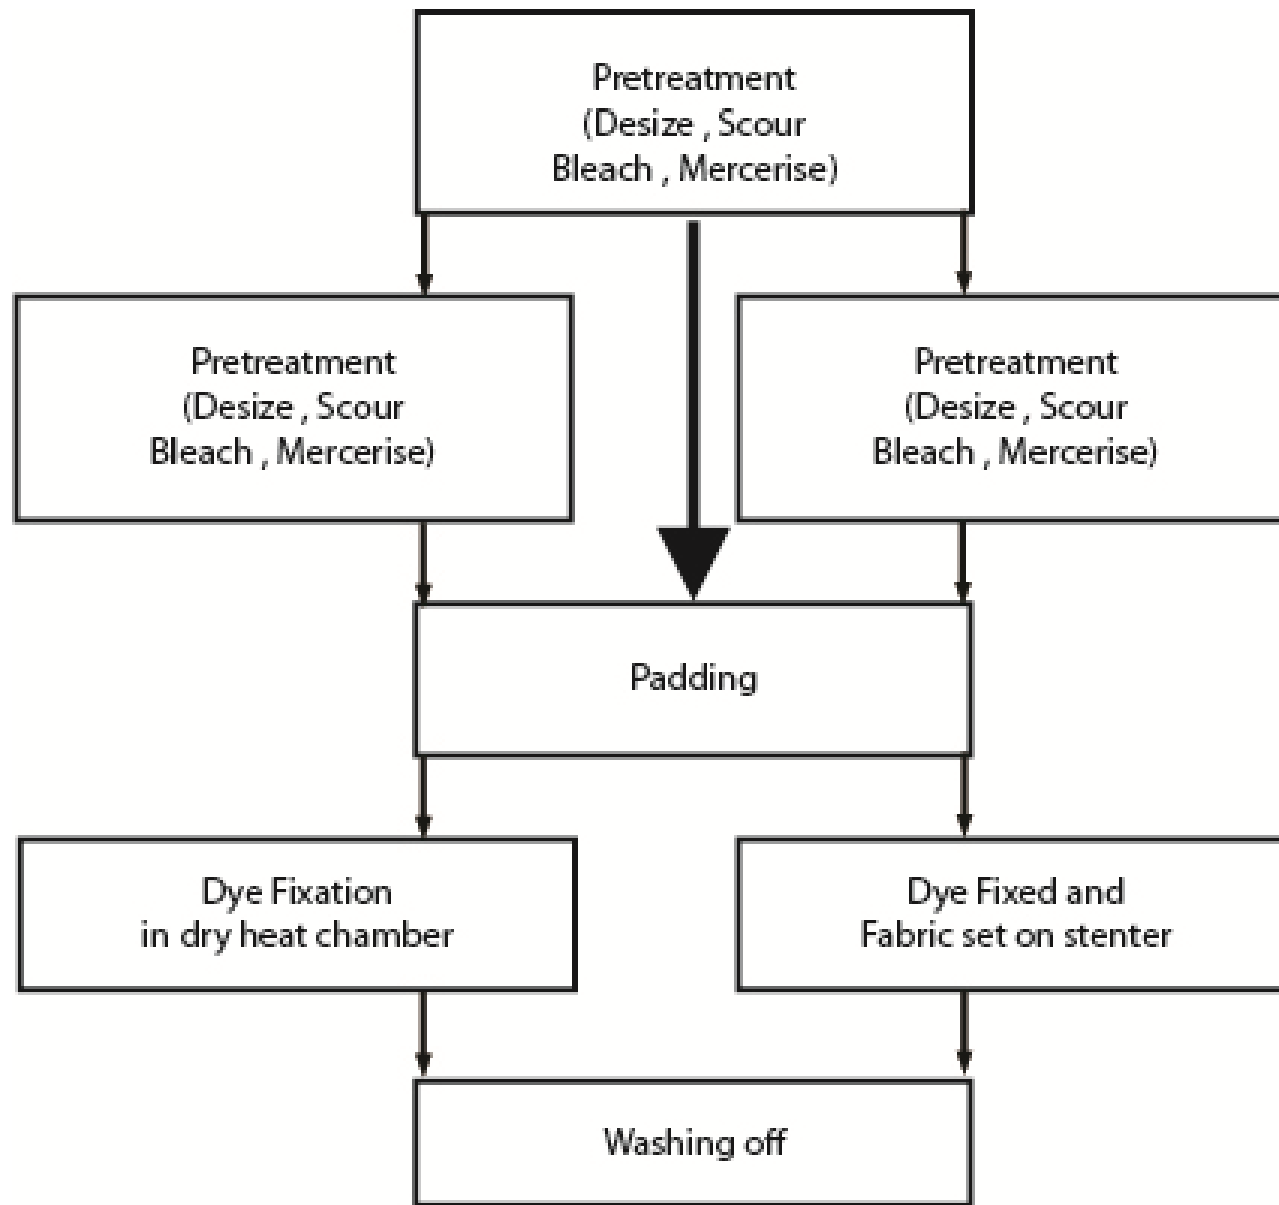 Pretreatment
(Desize , Scour
Bleach , Mercerise)
Pretreatment
(Desize , Scour
Bleach , Mercerise)
Pretreatment
(Desize , Scour
Bleach , Mercerise)
Padding
Dye Fixation
in dry heat chamber
Dye Fixed and
Fabric set on stenter
Washing off